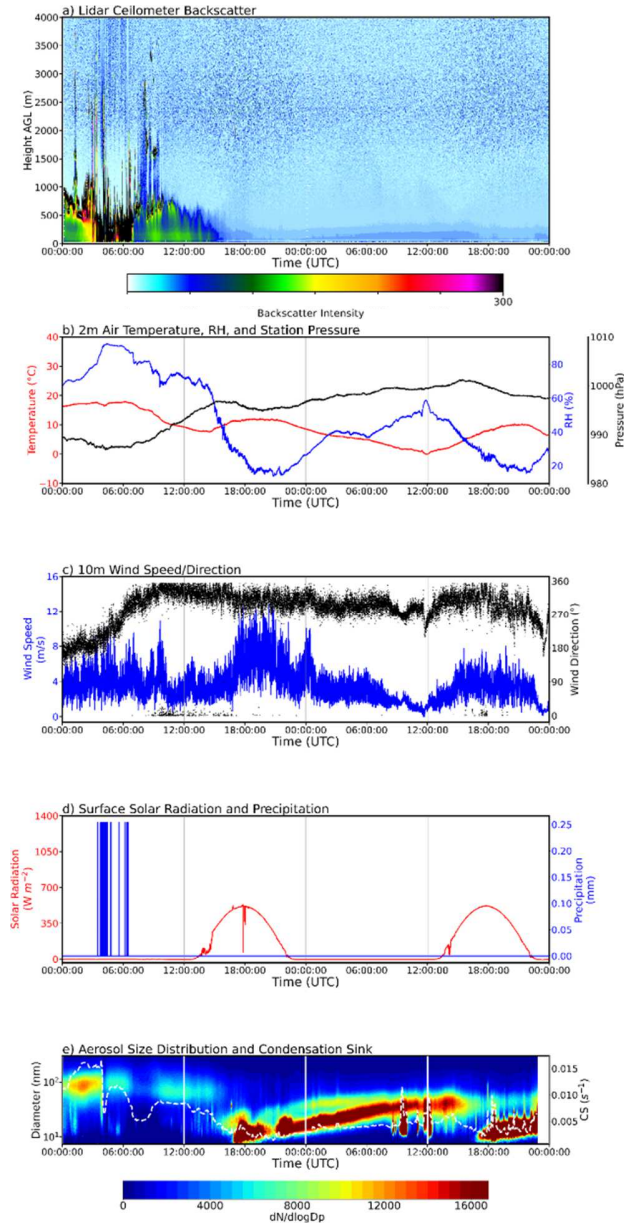 a) Lidar Ceilometer Backscatter
4000
3500
3000
2500
2000
1500
1000
500
0
Height AGL (m)
00:00:00 06:00:00 12:00:00 18:00:00 00:00:00 06:00:00 12:00:00 18:00:00 00:00:00
Time (UTC)
300
Backscatter Intensity
b) 2m Air Temperature, RH, and Station Pressure
40
30
20
10
0
−10
Temperature (°C)
80
60
40
20
RH (%)
1010
1000
990
980
Pressure (hPa)
00:00:00 06:00:00 12:00:00 18:00:00 00:00:00 06:00:00 12:00:00 18:00:00 00:00:00
Time (UTC)
c) 10m Wind Speed/Direction
16
12
8
4
0
Wind Speed
(m/s)
360
270
180
90
0
Wind Direction (°)
00:00:00 06:00:00 12:00:00 18:00:00 00:00:00 06:00:00 12:00:00 18:00:00 00:00:00
Time (UTC)
d) Surface Solar Radiation and Precipitation
1400
1050
700
350
0
Solar Radiation
(W m⁻²)
0.25
0.20
0.15
0.10
0.05
0.00
Precipitation
(mm)
00:00:00 06:00:00 12:00:00 18:00:00 00:00:00 06:00:00 12:00:00 18:00:00 00:00:00
Time (UTC)
e) Aerosol Size Distribution and Condensation Sink
10²
10¹
Diameter (nm)
0.015
0.010
0.005
CS (s⁻¹)
00:00:00 06:00:00 12:00:00 18:00:00 00:00:00 06:00:00 12:00:00 18:00:00 00:00:00
Time (UTC)
0 4000 8000 12000 16000
dN/dlogDp